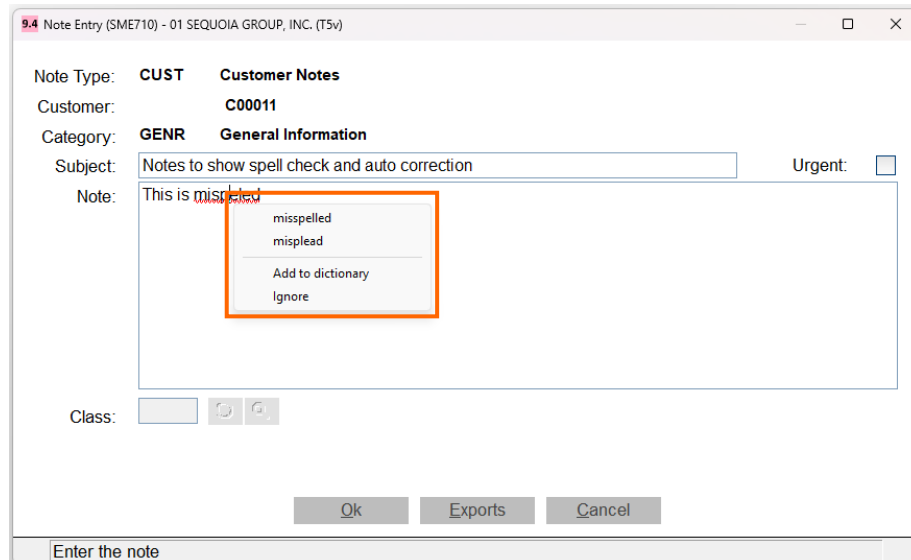 9.4 Note Entry (SME710) - 01 SEQUOIA GROUP, INC. (T5v)
Note Type: CUST Customer Notes
Customer: C00011
Category: GENR General Information
Subject: Notes to show spell check and auto correction Urgent:
Note: This is mispeled
misspelled
misplead
Add to dictionary
Ignore
Class:
Ok Exports Cancel
Enter the note